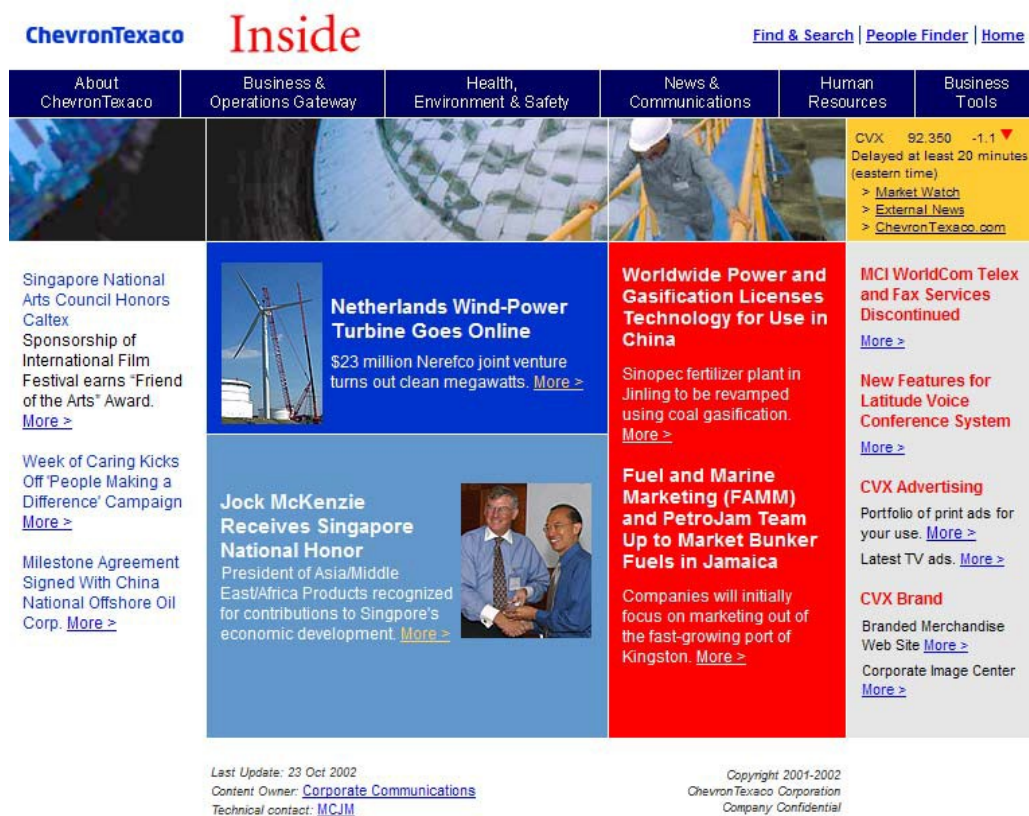 ChevronTexaco
Inside
Find & Search | People Finder | Home
About
ChevronTexaco
Business &
Operations Gateway
Health,
Environment & Safety
News &
Communications
Human
Resources
Business
Tools
CVX 92,350 -1.1
Delayed at least 20 minutes
(eastern time)
> Market Watch
> External News
> ChevronTexaco.com
Singapore National
Arts Council Honors
Caltex
Sponsorship of
International Film
Festival earns “Friend
of the Arts” Award.
More >
Week of Caring Kicks
Off 'People Making a
Difference' Campaign
More >
Milestone Agreement
Signed With China
National Offshore Oil
Corp. More >
Netherlands Wind-Power
Turbine Goes Online
$23 million Nerefco joint venture
turns out clean megawatts. More >
Jock McKenzie
Receives Singapore
National Honor
President of Asia/Middle
East/Africa Products recognized
for contributions to Singpore's
economic development. More >
Worldwide Power and
Gasification Licenses
Technology for Use in
China
Sinopec fertilizer plant in
Jinling to be revamped
using coal gasification.
More >
Fuel and Marine
Marketing (FAMM)
and PetroJam Team
Up to Market Bunker
Fuels in Jamaica
Companies will initially
focus on marketing out of
the fast-growing port of
Kingston. More >
MCI WorldCom Telex
and Fax Services
Discontinued
More >
New Features for
Latitude Voice
Conference System
More >
CVX Advertising
Portfolio of print ads for
your use. More >
Latest TV ads. More >
CVX Brand
Branded Merchandise
Web Site More >
Corporate Image Center
More >
Last Update: 23 Oct 2002
Content Owner: Corporate Communications
Technical contact: MCJM
Copyright 2001-2002
ChevronTexaco Corporation
Company Confidential